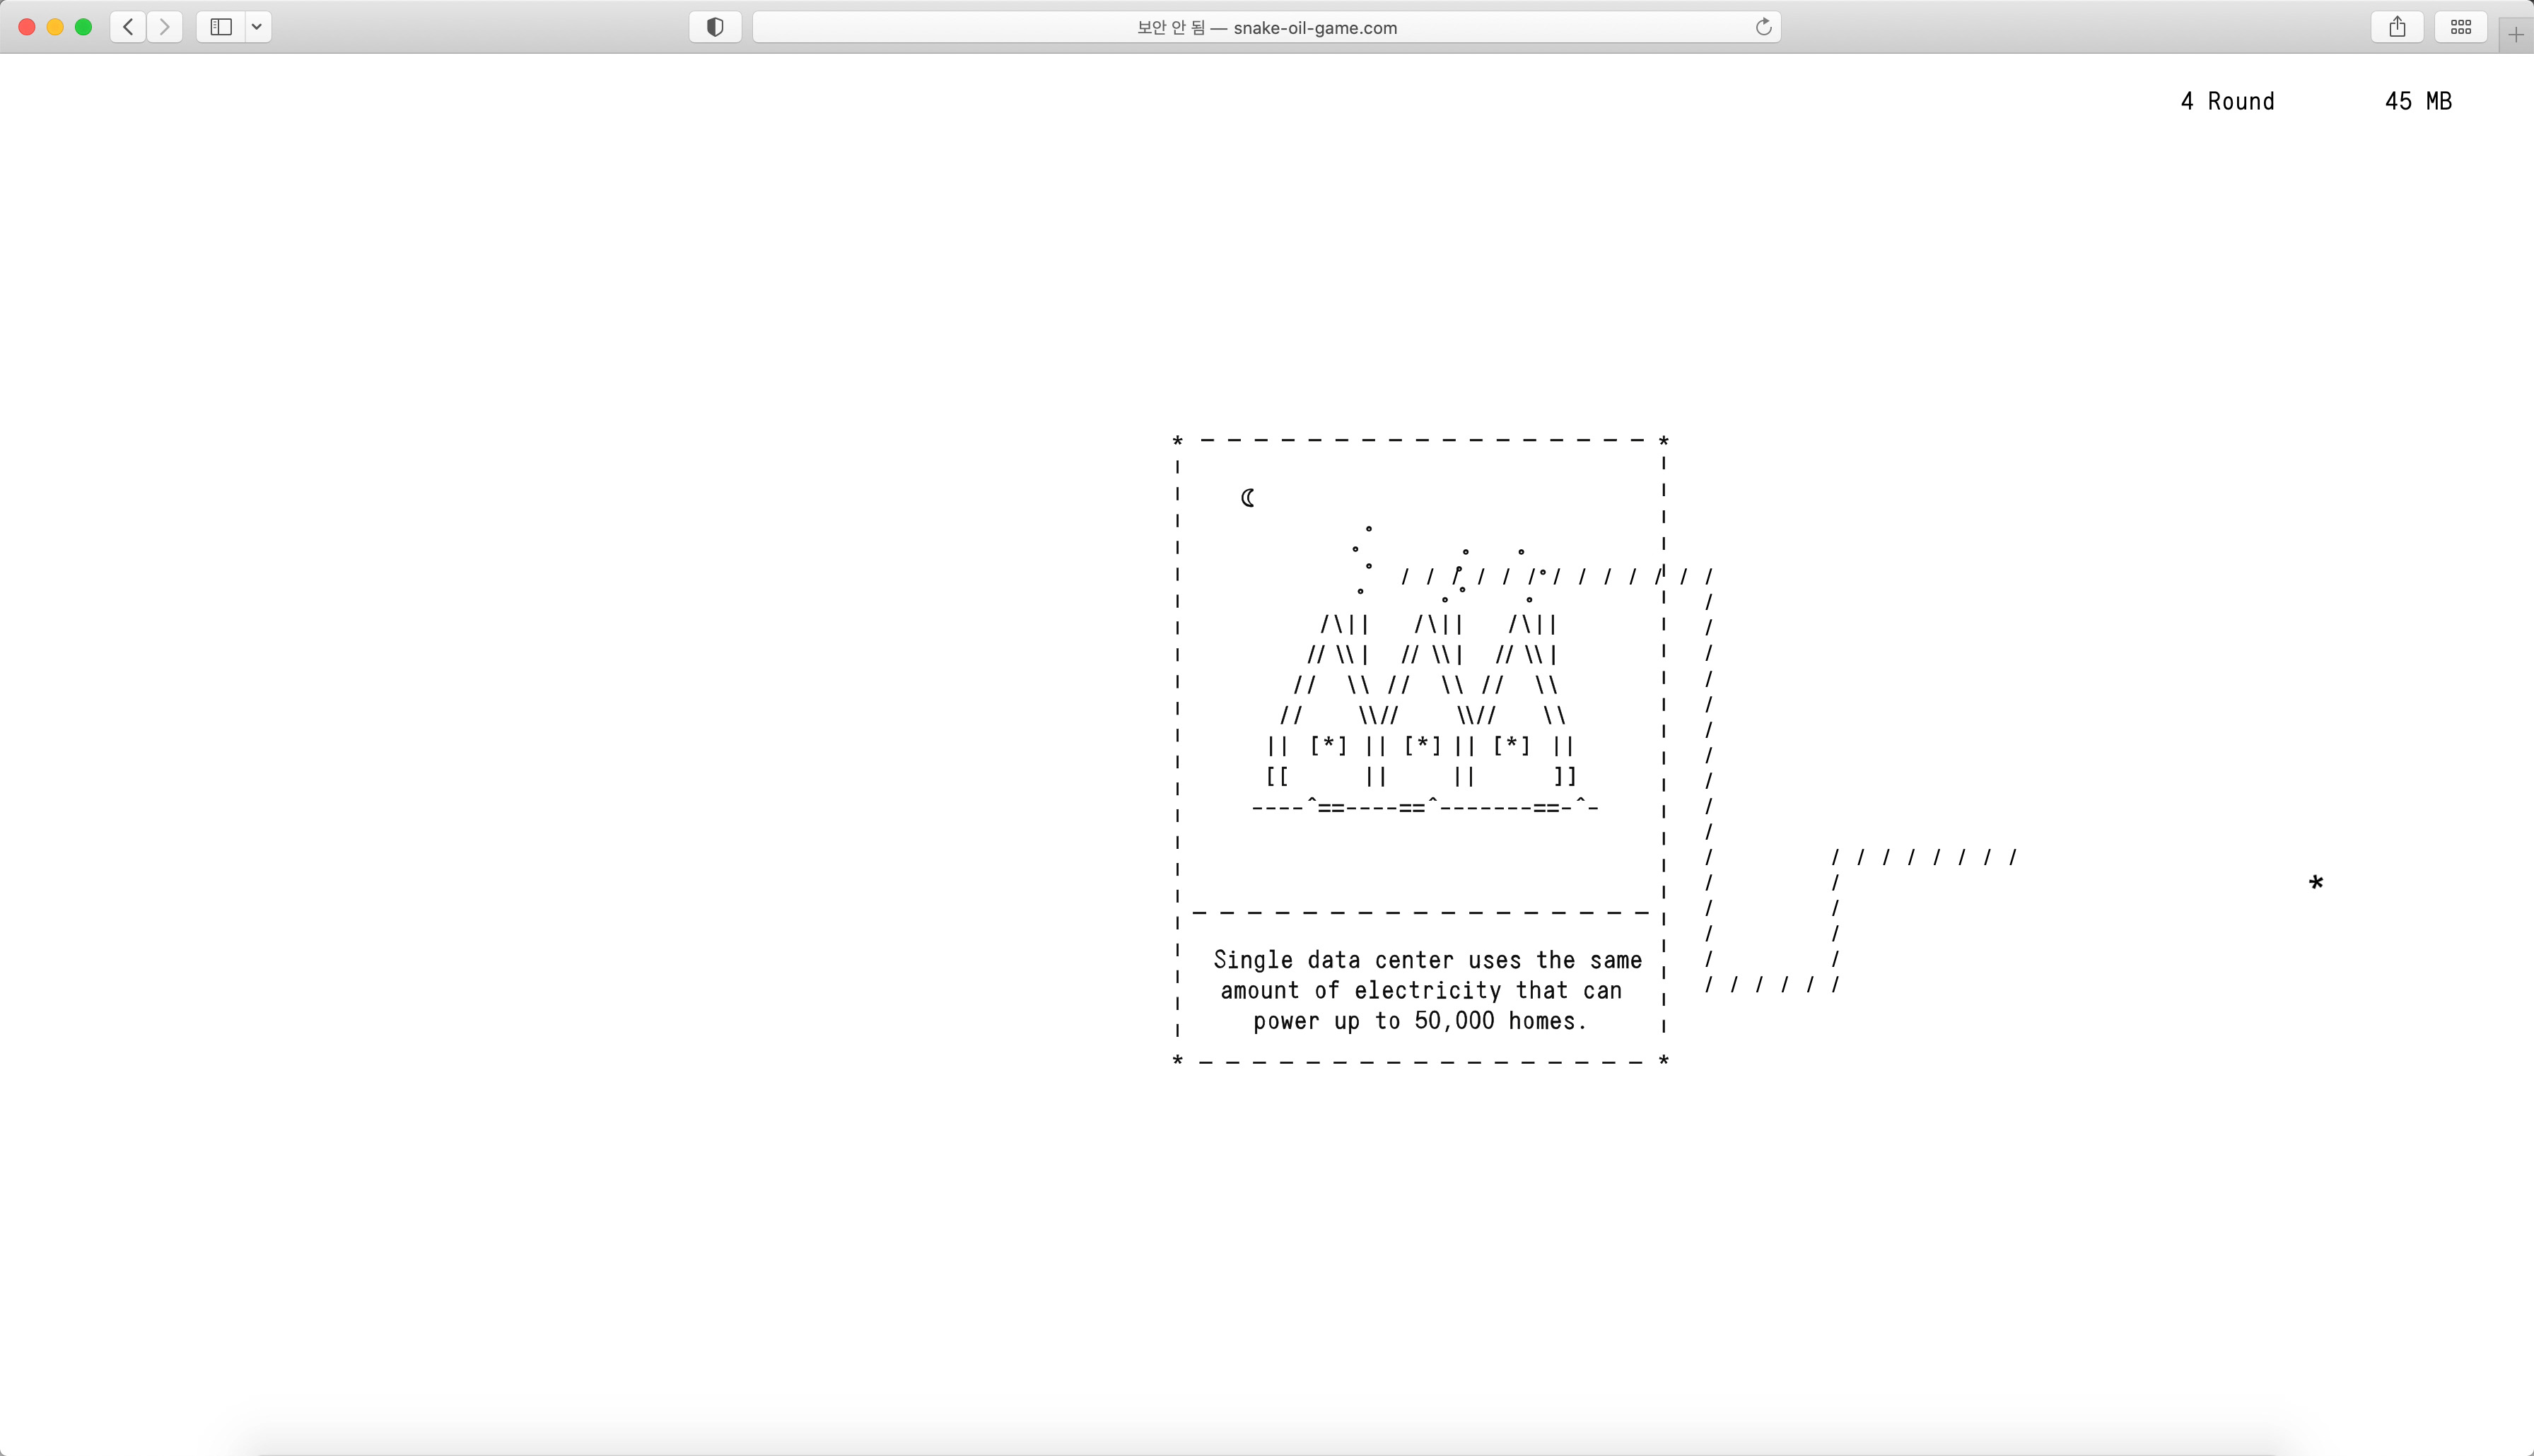 보안 안 됨 — snake-oil-game.com
4 Round 45 MB
Single data center uses the same
amount of electricity that can
power up to 50,000 homes.